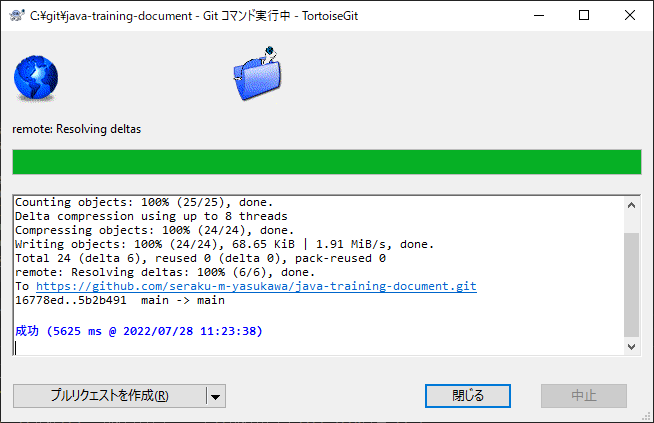 C:¥git¥java-training-document - Git コマンド実行中 - TortoiseGit
remote: Resolving deltas
Counting objects: 100% (25/25), done.
Delta compression using up to 8 threads
Compressing objects: 100% (24/24), done.
Writing objects: 100% (24/24), 68.65 KiB | 1.91 MiB/s, done.
Total 24 (delta 6), reused 0 (delta 0), pack-reused 0
remote: Resolving deltas: 100% (6/6), done.
To https://github.com/seraku-m-yasukawa/java-training-document.git
16778ed..5b2b491  main -> main
成功 (5625 ms @ 2022/07/28 11:23:38)
プルリクエストを作成(R)
閉じる
中止